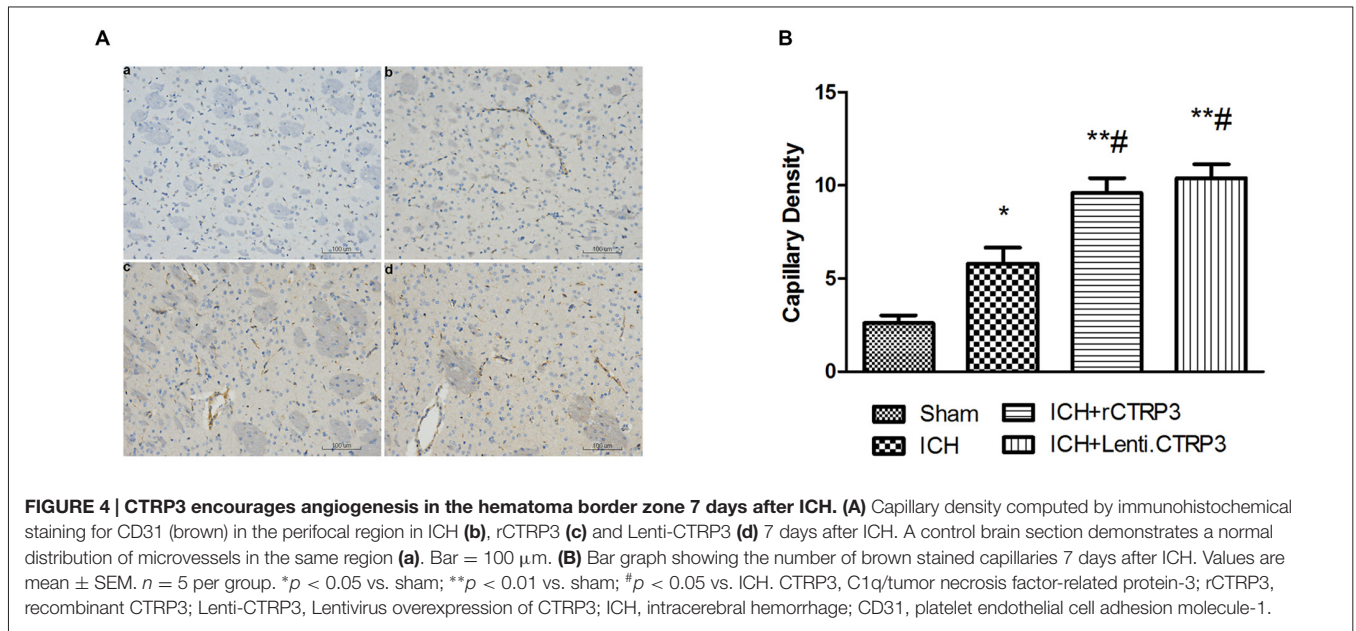 A
a
b
100 um
100 um
c
d
100 um
100 um
B
15
10
5
0
Capillary Density
*
**#
**#
Sham
ICH+rCTRP3
ICH
ICH+Lenti.CTRP3
FIGURE 4 | CTRP3 encourages angiogenesis in the hematoma border zone 7 days after ICH. (A) Capillary density computed by immunohistochemical
staining for CD31 (brown) in the perifocal region in ICH (b), rCTRP3 (c) and Lenti-CTRP3 (d) 7 days after ICH. A control brain section demonstrates a normal
distribution of microvessels in the same region (a). Bar = 100 μm. (B) Bar graph showing the number of brown stained capillaries 7 days after ICH. Values are
mean ± SEM. n = 5 per group. *p < 0.05 vs. sham; **p < 0.01 vs. sham; #p < 0.05 vs. ICH. CTRP3, C1q/tumor necrosis factor-related protein-3; rCTRP3,
recombinant CTRP3; Lenti-CTRP3, Lentivirus overexpression of CTRP3; ICH, intracerebral hemorrhage; CD31, platelet endothelial cell adhesion molecule-1.